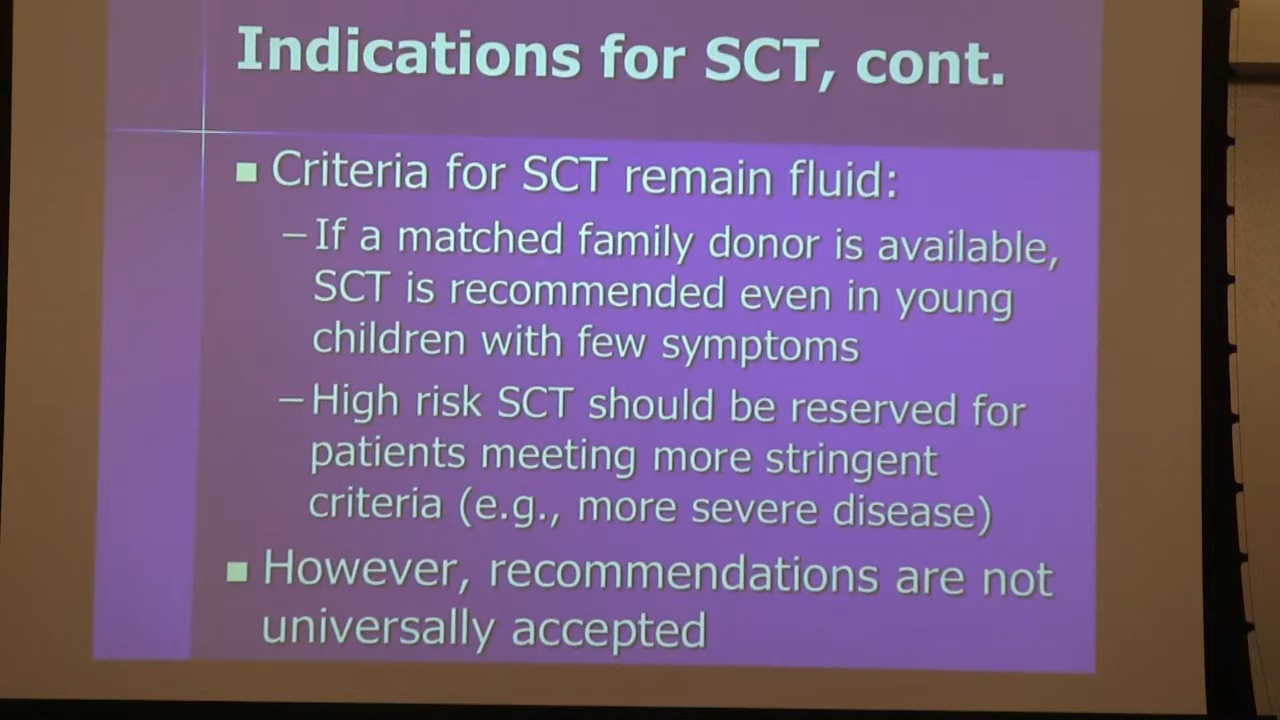 Indications for SCT, cont.
Criteria for SCT remain fluid:
– If a matched family donor is available,
SCT is recommended even in young
children with few symptoms
– High risk SCT should be reserved for
patients meeting more stringent
criteria (e.g., more severe disease)
However, recommendations are not
universally accepted